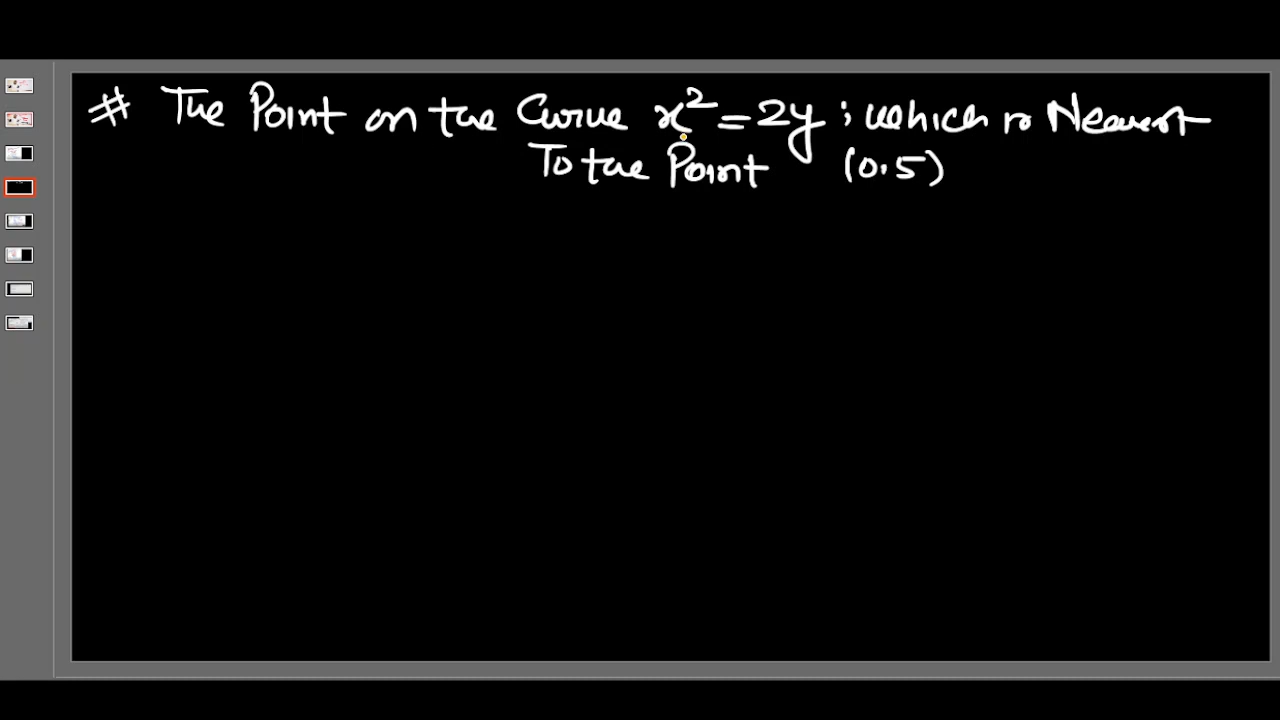 # The Point on the Curve x² = 2y ; which is Nearest
To the Point (0.5)